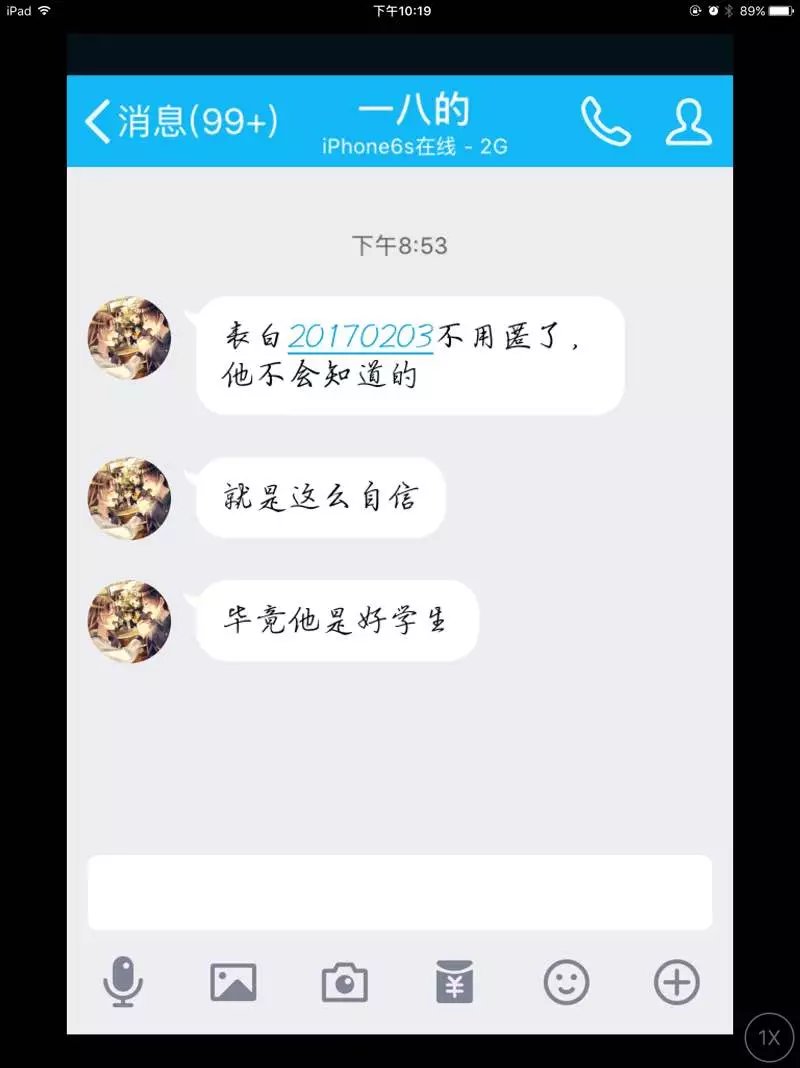 iPad 下午10:19 89%
消息(99+) 一八的
iPhone6s在线 - 2G
下午8:53
表白20170203不用匿了，
他不会知道的
就是这么自信
毕竟他是好学生
¥
1X